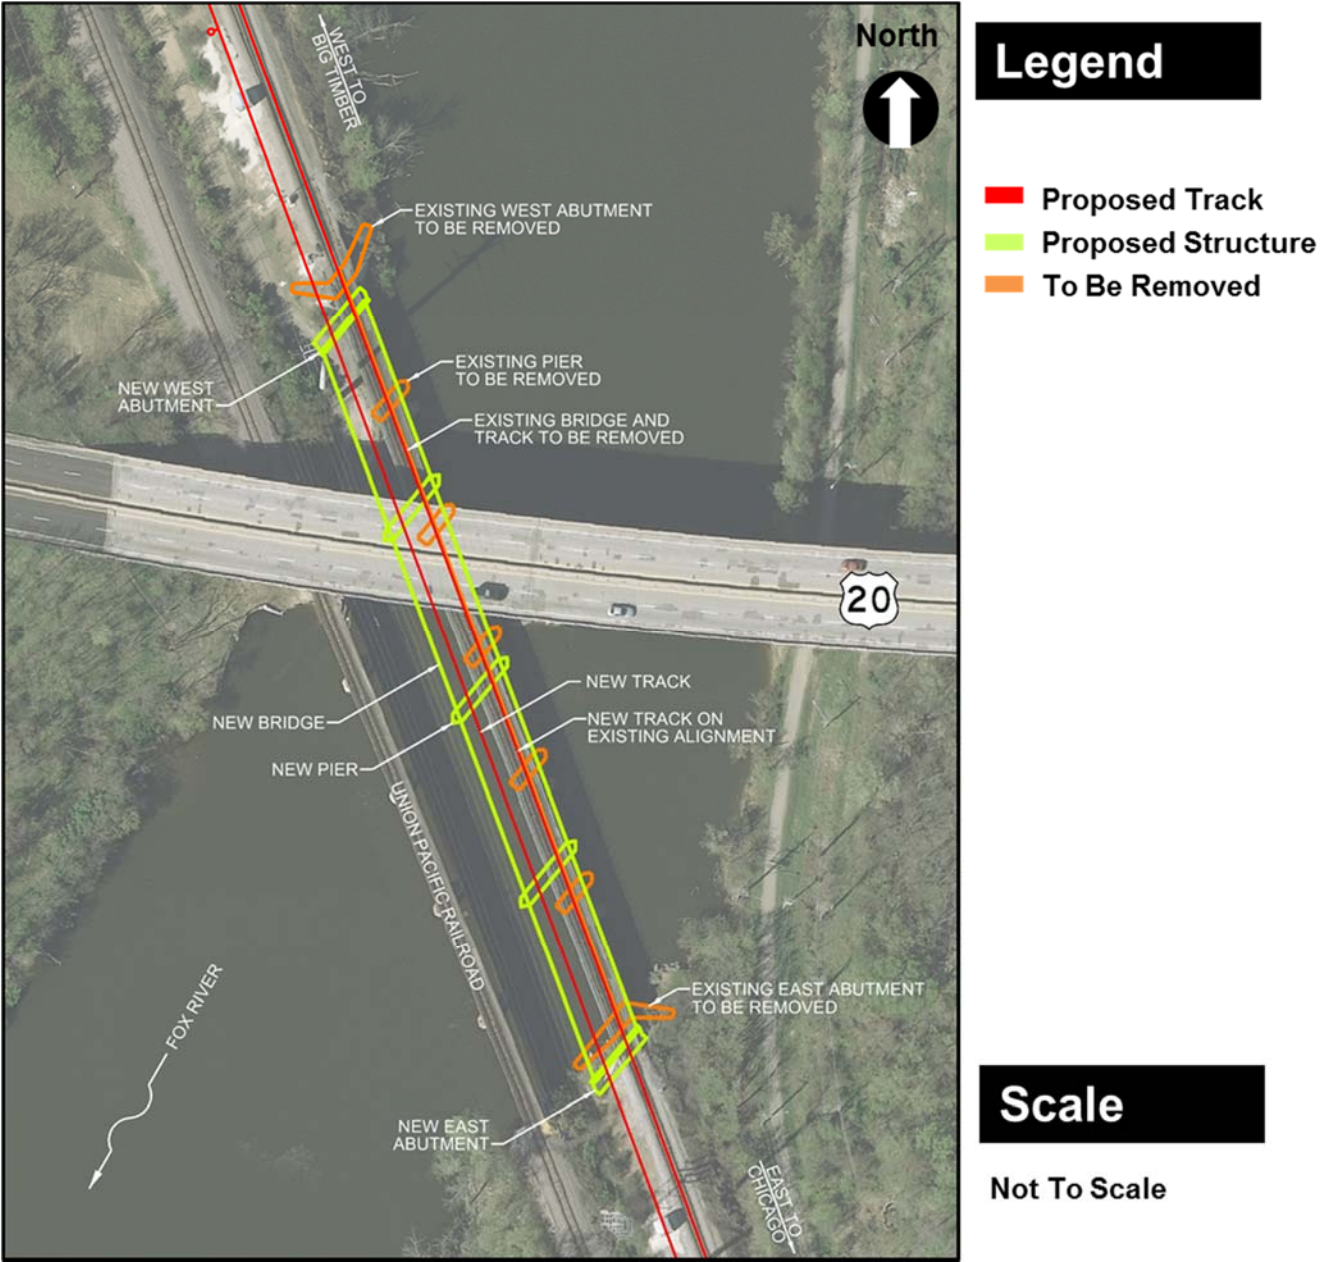 North
WEST TO
BIG TIMBER
EXISTING WEST ABUTMENT
TO BE REMOVED
EXISTING PIER
TO BE REMOVED
NEW WEST
ABUTMENT
EXISTING BRIDGE AND
TRACK TO BE REMOVED
20
NEW TRACK
NEW BRIDGE
NEW TRACK ON
EXISTING ALIGNMENT
NEW PIER
UNION PACIFIC RAILROAD
FOX RIVER
EXISTING EAST ABUTMENT
TO BE REMOVED
NEW EAST
ABUTMENT
EAST TO
CHICAGO
Legend
Proposed Track
Proposed Structure
To Be Removed
Scale
Not To Scale